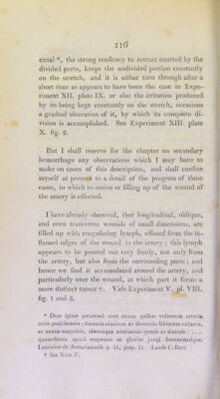 116
canal *, the strong tendency to retract exerted by the
divided parts, keeps the undivided portion constantly
on the stretch, and it is either torn through after a
short time as appears to have been the case in Expe-
riment XII. plate IX. or else the irritation produced
by its being kept constantly on the stretch, occasions
a gradual ulceration of it, by which its complete di-
vision is accomplished. See Experiment XIII. plate
X. fig. 2.
But I shall reserve for the chapter on secondary
hemorrhage any observations which I may have to
make on cases of this description, and shall confine
myself at present to a detail of the progress of those
cases, in which re-union or filling up of the wound of
the artery is effected.
I have already observed, that longitudinal, oblique,
and even transverse wounds of small dimensions, are
filled up with coagulating lymph, effused from the in-
flamed edges of the wound in the artery; this lymph
appears to be poured out very freely, not only from
the artery, but also from the surrounding parts; and
hence we find it accumulated around the artery, and
particularly over the wound, at which part it forms a
more distinct tumor †. Vide Experiment V. pl. VIII.
fig. 1 and 2.
* Duæ igitur
p. 11, prop. 11. Lauth Collect.
† See Note F.